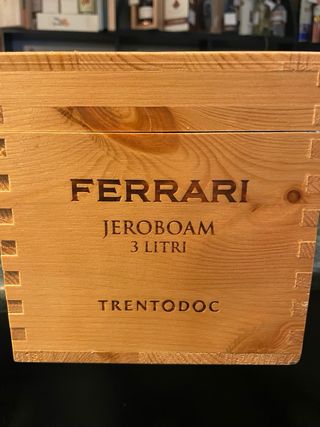 FERRARI
JEROBOAM
3 LITRI
TRENTODOC